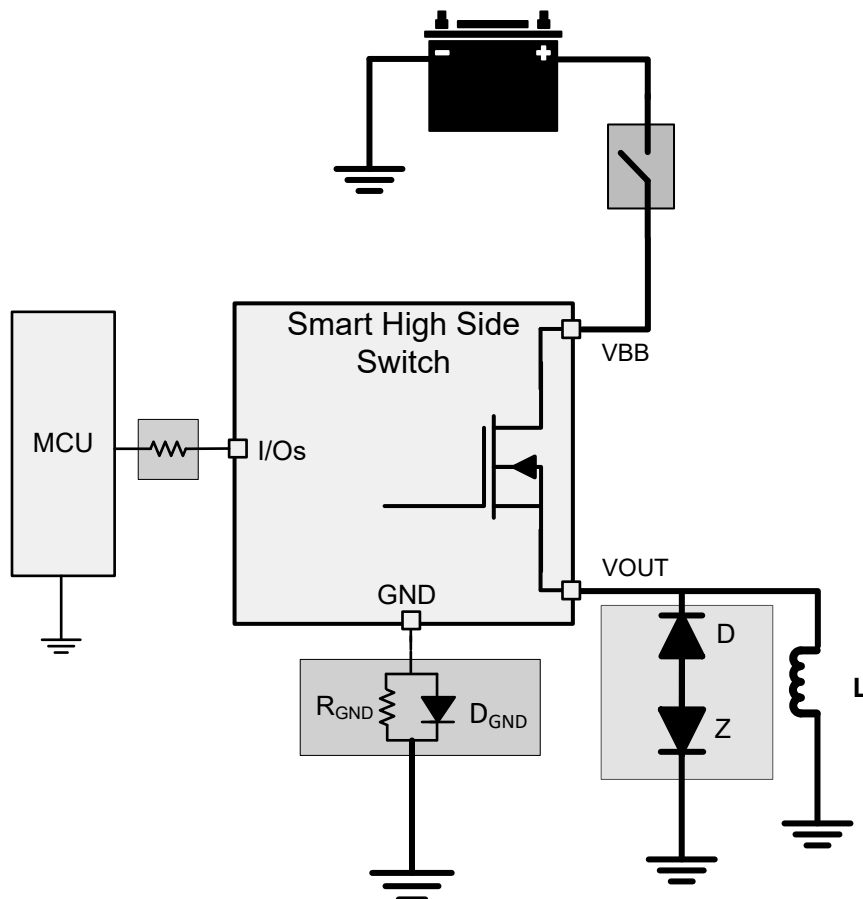 Smart High Side
Switch
VBB
MCU
I/Os
VOUT
GND
D
L
RGND
DGND
Z